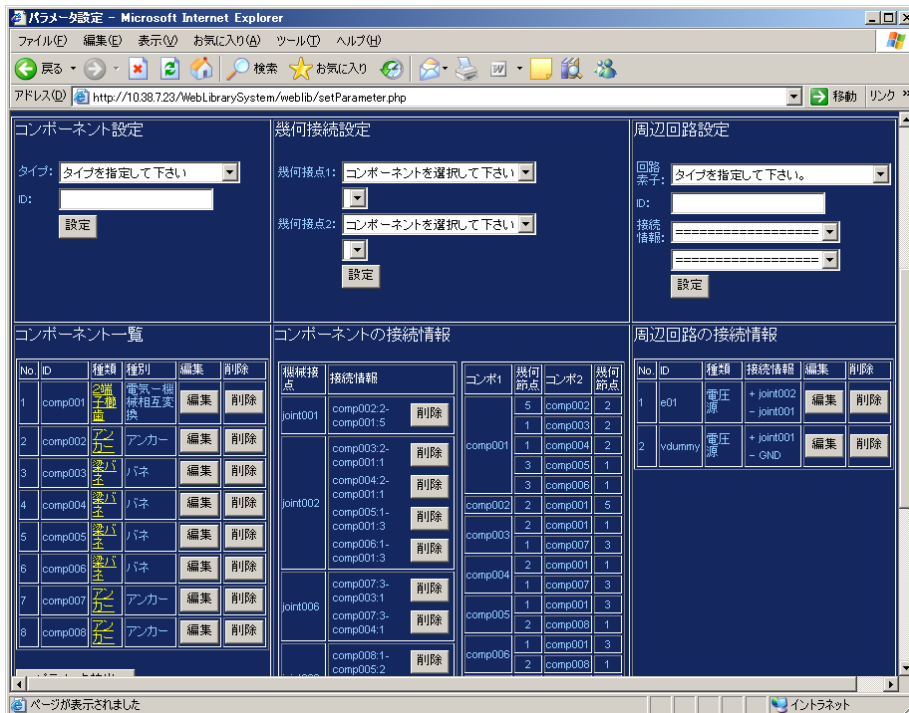 パラメータ設定 - Microsoft Internet Explorer
ファイル(F) 編集(E) 表示(V) お気に入り(A) ツール(T) ヘルプ(H)
戻る 検索 お気に入り
アドレス(D) http://10.38.7.23/WebLibrarySystem/weblib/setParameter.php 移動 リンク »
コンポーネント設定
タイプ: タイプを指定して下さい
ID:
設定
幾何接続設定
幾何接点1: コンポーネントを選択して下さい
幾何接点2: コンポーネントを選択して下さい
設定
周辺回路設定
回路
素子: タイプを指定して下さい。
ID:
接続
情報: ===================
===================
設定
コンポーネント一覧
No. ID 種類 種別 編集 削除
1 comp001 2端子櫛歯 電気ー機械相互変換 編集 削除
2 comp002 アンカー アンカー 編集 削除
3 comp003 梁バネ バネ 編集 削除
4 comp004 梁バネ バネ 編集 削除
5 comp005 梁バネ バネ 編集 削除
6 comp006 梁バネ バネ 編集 削除
7 comp007 アンカー アンカー 編集 削除
8 comp008 アンカー アンカー 編集 削除
コンポーネントの接続情報
機械接点 接続情報
joint001
comp002:2-
comp001:5 削除
joint002
comp003:2-
comp001:1 削除
comp004:2-
comp001:1 削除
comp005:1-
comp001:3 削除
comp006:1-
comp001:3 削除
joint006
comp007:3-
comp003:1 削除
comp007:3-
comp004:1 削除
comp008:1-
comp005:2 削除
コンポ1 幾何節点 コンポ2 幾何節点
comp001 5 comp002 2
1 comp003 2
1 comp004 2
3 comp005 1
3 comp006 1
comp002 2 comp001 5
comp003 2 comp001 1
1 comp007 3
comp004 2 comp001 1
1 comp007 3
comp005 1 comp001 3
2 comp008 1
comp006 1 comp001 3
2 comp008 1
周辺回路の接続情報
No. ID 種類 接続情報 編集 削除
1 e01 電圧源 + joint002
- joint001 編集 削除
2 vdummy 電圧源 + joint001
- GND 編集 削除
ページが表示されました イントラネット